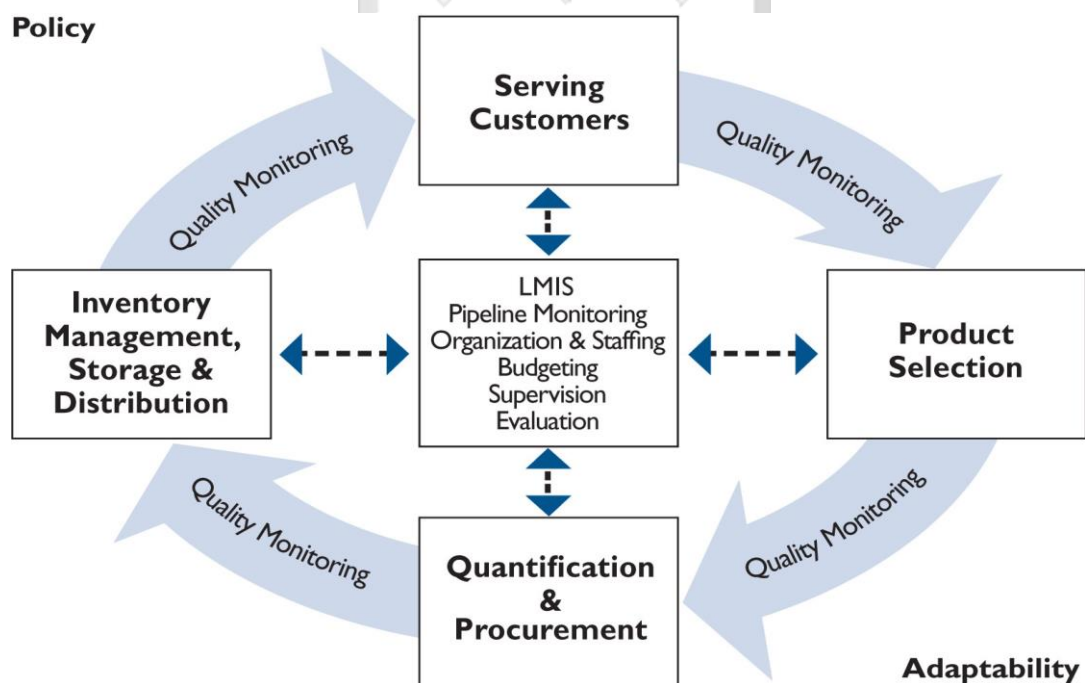 Policy
Serving
Customers
Quality Monitoring
Quality Monitoring
Inventory
Management,
Storage &
Distribution
LMIS
Pipeline Monitoring
Organization & Staffing
Budgeting
Supervision
Evaluation
Product
Selection
Quality Monitoring
Quality Monitoring
Quantification
&
Procurement
Adaptability